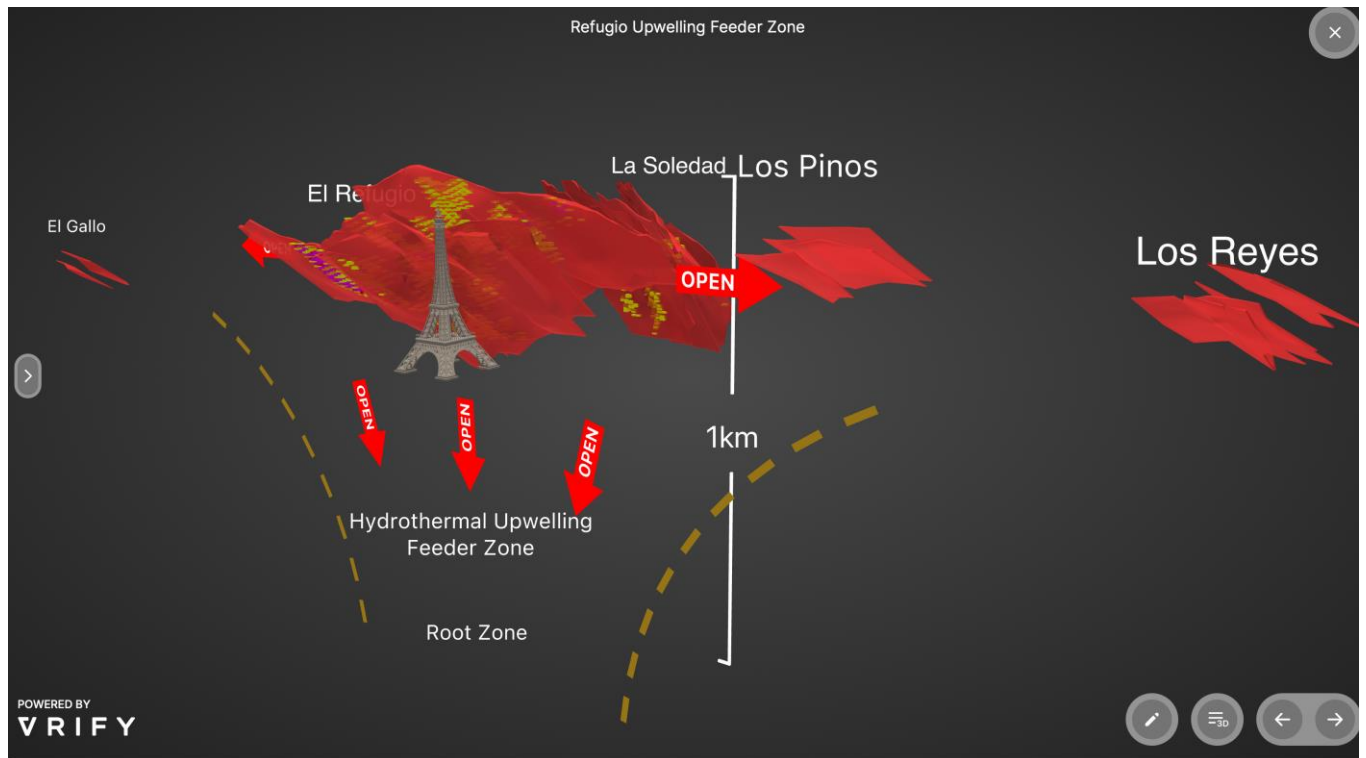 Refugio Upwelling Feeder Zone
La Soledad
Los Pinos
El Refugio
El Gallo
Los Reyes
OPEN
OPEN
OPEN
OPEN
1km
Hydrothermal Upwelling
Feeder Zone
Root Zone
POWERED BY
VRIFY
3D